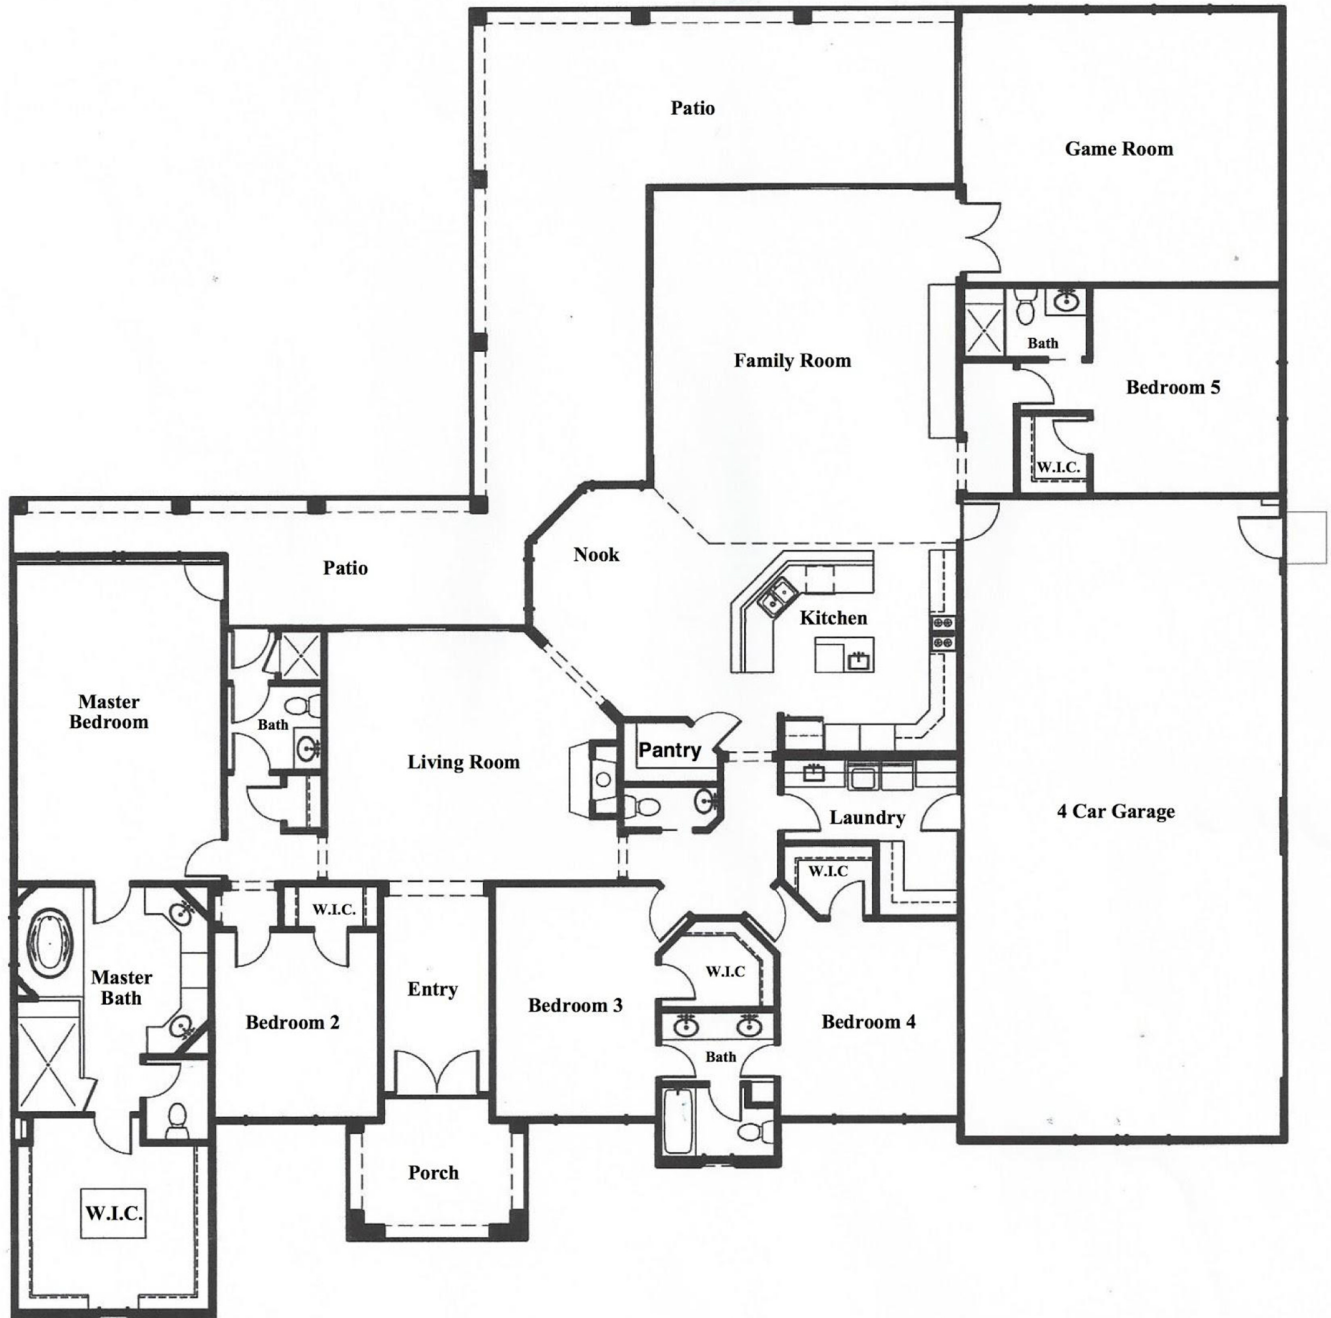 Patio
Game Room
Bath
Family Room
Bedroom 5
W.I.C.
Nook
Patio
Kitchen
Master
Bedroom
Bath
Living Room
Pantry
Laundry
4 Car Garage
W.I.C
W.I.C.
Master
Bath
Entry
W.I.C
Bedroom 2
Bedroom 3
Bedroom 4
Bath
Porch
W.I.C.